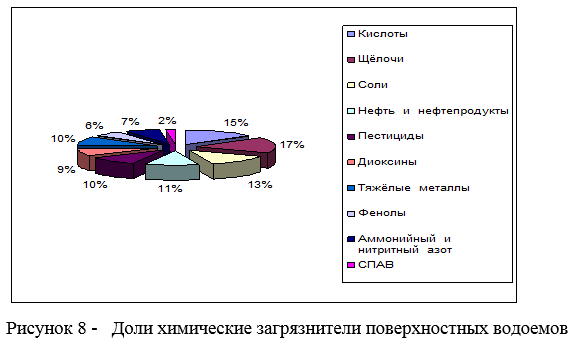 Кислоты
Щёлочи
Соли
Нефть и нефтепродукты
Пестициды
Диоксины
Тяжёлые металлы
Фенолы
Аммонийный и
нитритный азот
СПАВ
15%
17%
13%
11%
10%
9%
10%
6%
7%
2%
Рисунок 8 - Доли химические загрязнители поверхностных водоемов